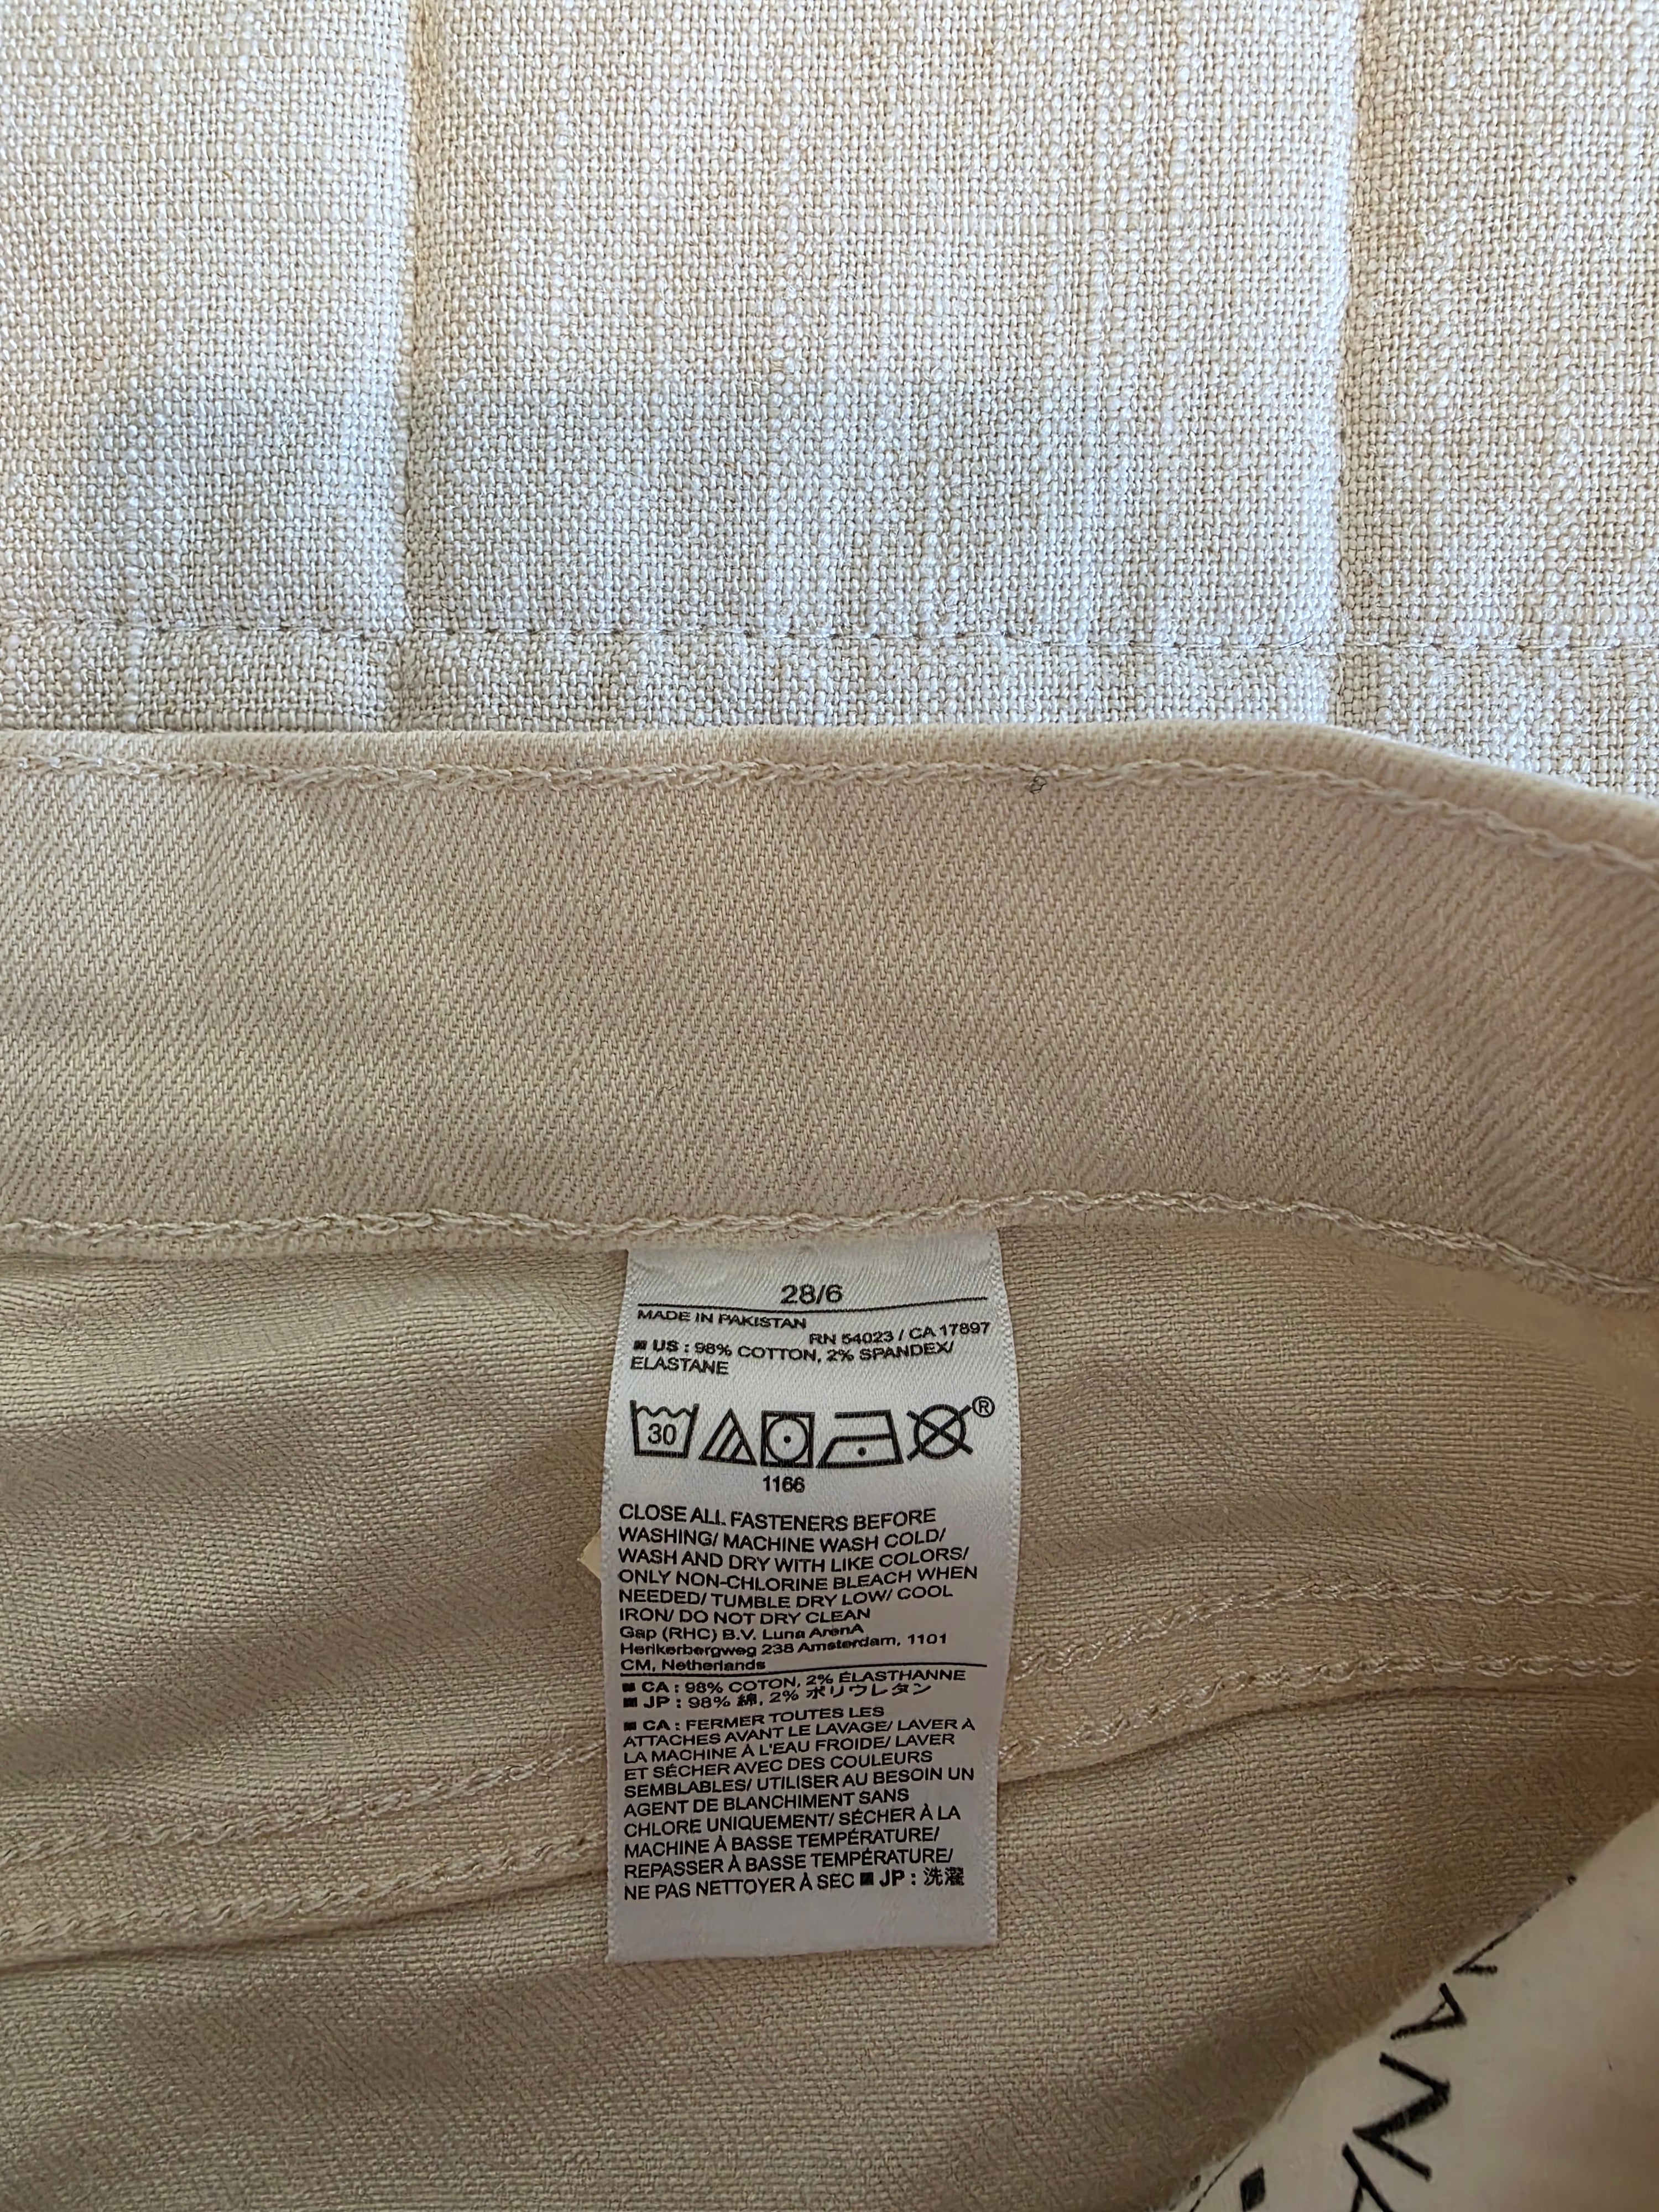 28/6
MADE IN PAKISTAN
RN 54023 / CA 17897
■ US : 98% COTTON, 2% SPANDEX/
ELASTANE
30
®
1166
CLOSE ALL FASTENERS BEFORE
WASHING/ MACHINE WASH COLD/
WASH AND DRY WITH LIKE COLORS/
ONLY NON-CHLORINE BLEACH WHEN
NEEDED/ TUMBLE DRY LOW/ COOL
IRON/ DO NOT DRY CLEAN
Gap (RHC) B.V. Luna ArenA
Herikerbergweg 238 Amsterdam, 1101
CM, Netherlands
■ CA : 98% COTON, 2% ÉLASTHANNE
■ JP : 98% 綿, 2% ポリウレタン
■ CA : FERMER TOUTES LES
ATTACHES AVANT LE LAVAGE/ LAVER À
LA MACHINE À L'EAU FROIDE/ LAVER
ET SÉCHER AVEC DES COULEURS
SEMBLABLES/ UTILISER AU BESOIN UN
AGENT DE BLANCHIMENT SANS
CHLORE UNIQUEMENT/ SÉCHER À LA
MACHINE À BASSE TEMPÉRATURE/
REPASSER À BASSE TEMPÉRATURE/
NE PAS NETTOYER À SEC ■ JP : 洗濯